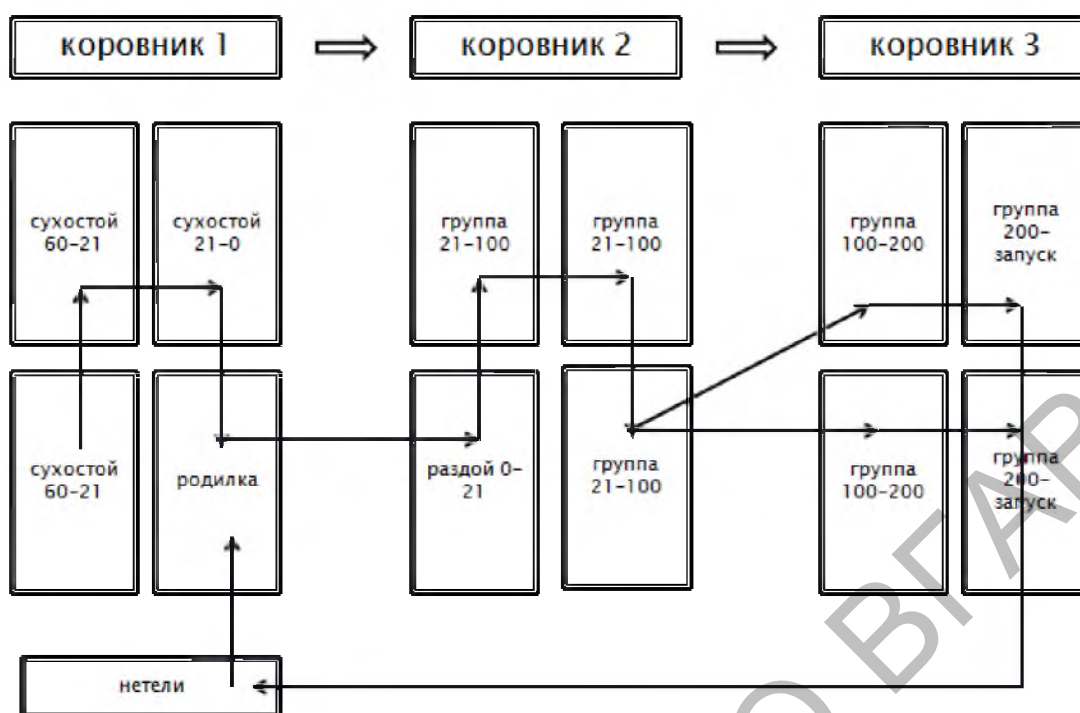 коровник 1
коровник 2
коровник 3
сухостой
60-21
сухостой
21-0
группа
21-100
группа
21-100
группа
100-200
группа
200-
запуск
сухостой
60-21
родилка
раздой 0-
21
группа
21-100
группа
100-200
группа
200-
запуск
нетели
О ВГАР